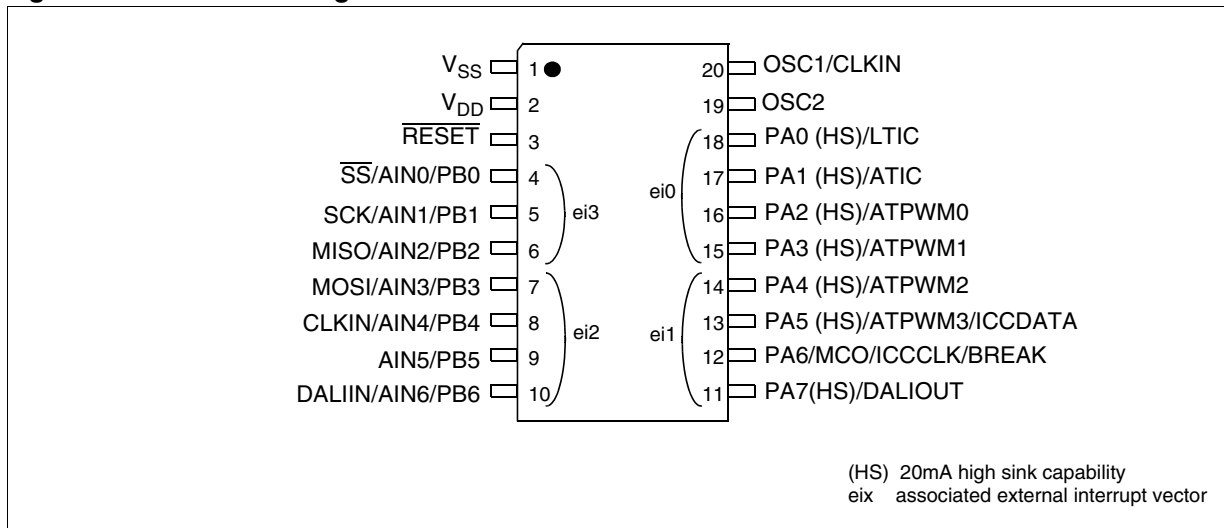 V_SS 1 20 OSC1/CLKIN
V_DD 2 19 OSC2
RESET 3 18 PA0 (HS)/LTIC
SS/AIN0/PB0 4 17 PA1 (HS)/ATIC
ei3 ei0
SCK/AIN1/PB1 5 16 PA2 (HS)/ATPWM0
MISO/AIN2/PB2 6 15 PA3 (HS)/ATPWM1
MOSI/AIN3/PB3 7 14 PA4 (HS)/ATPWM2
CLKIN/AIN4/PB4 8 13 PA5 (HS)/ATPWM3/ICCDATA
ei2 ei1
AIN5/PB5 9 12 PA6/MCO/ICCCLK/BREAK
DALIIN/AIN6/PB6 10 11 PA7(HS)/DALIOUT
(HS) 20mA high sink capability
eix associated external interrupt vector